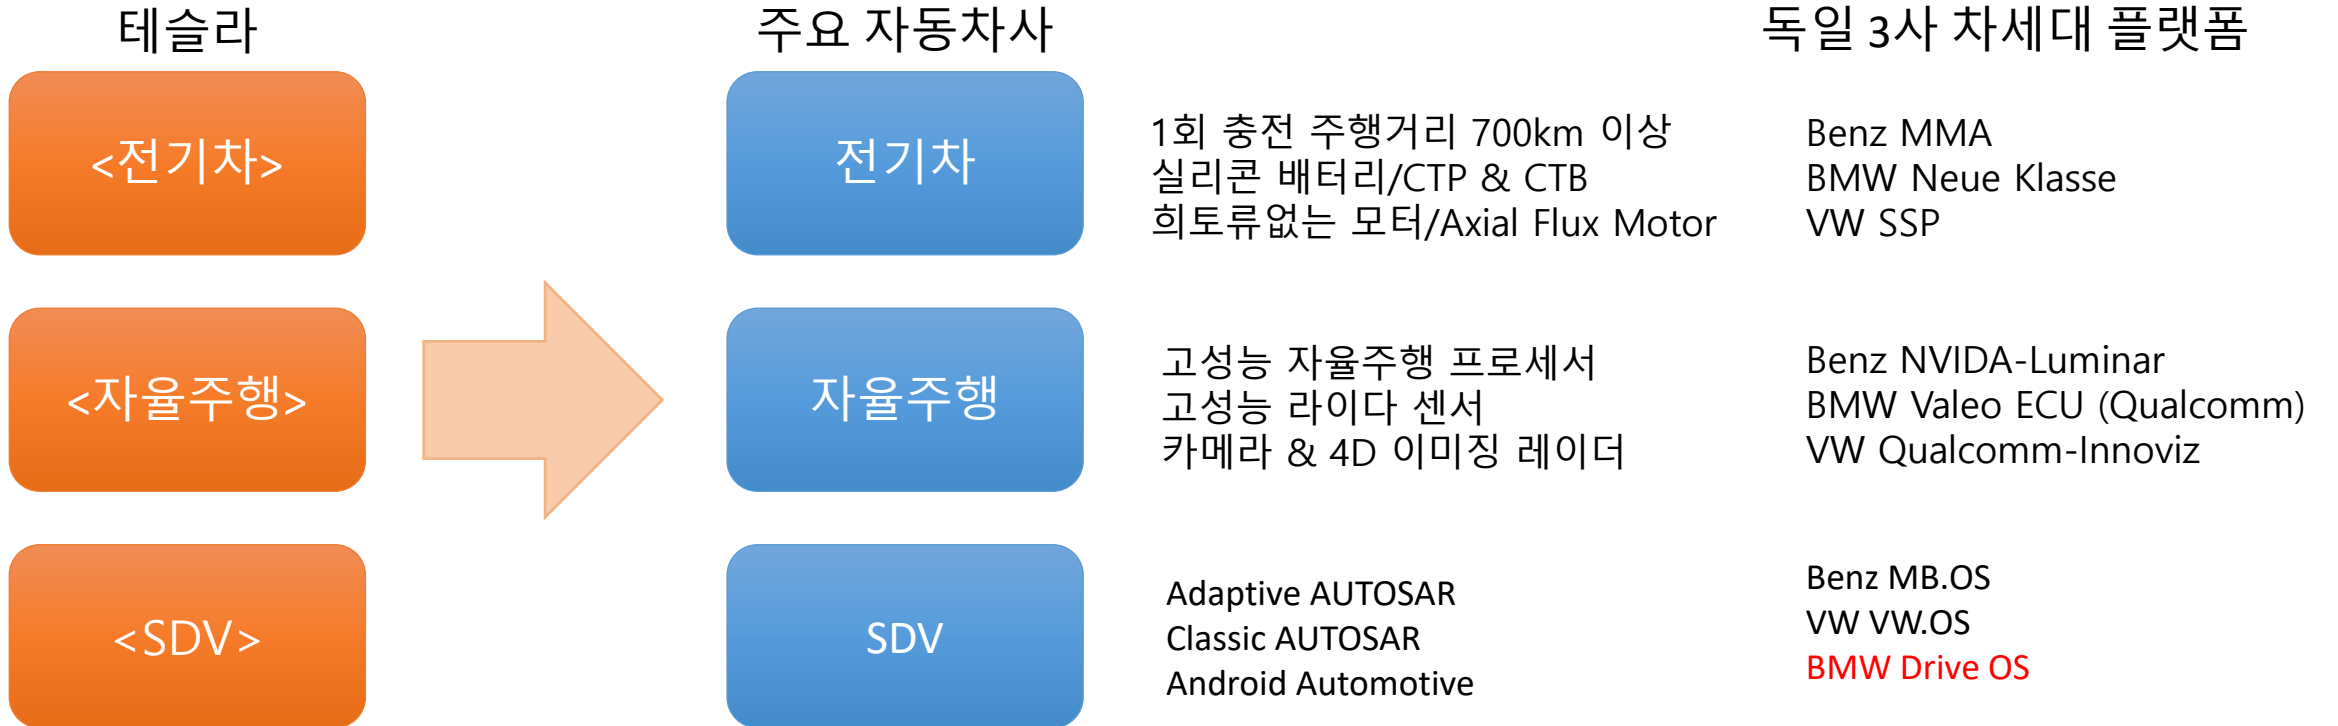 테슬라
주요 자동차사
독일 3사 차세대 플랫폼
<전기차>
전기차
1회 충전 주행거리 700km 이상
실리콘 배터리/CTP & CTB
희토류없는 모터/Axial Flux Motor
Benz MMA
BMW Neue Klasse
VW SSP
<자율주행>
자율주행
고성능 자율주행 프로세서
고성능 라이다 센서
카메라 & 4D 이미징 레이더
Benz NVIDA-Luminar
BMW Valeo ECU (Qualcomm)
VW Qualcomm-Innoviz
<SDV>
SDV
Adaptive AUTOSAR
Classic AUTOSAR
Android Automotive
Benz MB.OS
VW VW.OS
BMW Drive OS